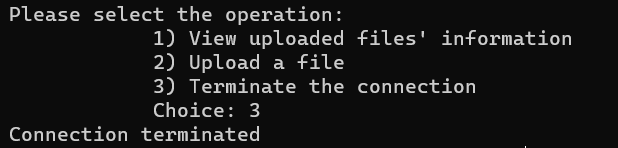 Please select the operation:
1) View uploaded files' information
2) Upload a file
3) Terminate the connection
Choice: 3
Connection terminated